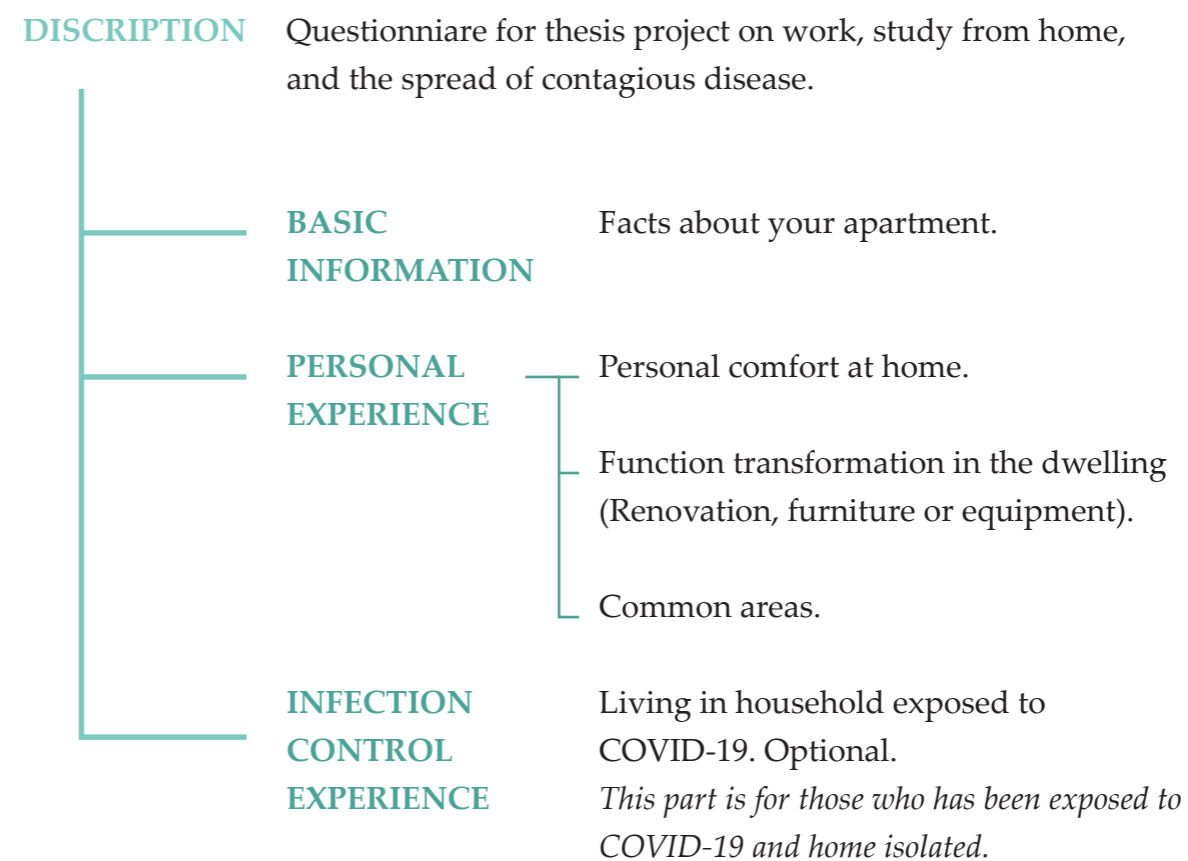 DISCRIPTION Questionniare for thesis project on work, study from home,
and the spread of contagious disease.
BASIC Facts about your apartment.
INFORMATION
PERSONAL Personal comfort at home.
EXPERIENCE
Function transformation in the dwelling
(Renovation, furniture or equipment).
Common areas.
INFECTION Living in household exposed to
CONTROL COVID-19. Optional.
EXPERIENCE This part is for those who has been exposed to
COVID-19 and home isolated.